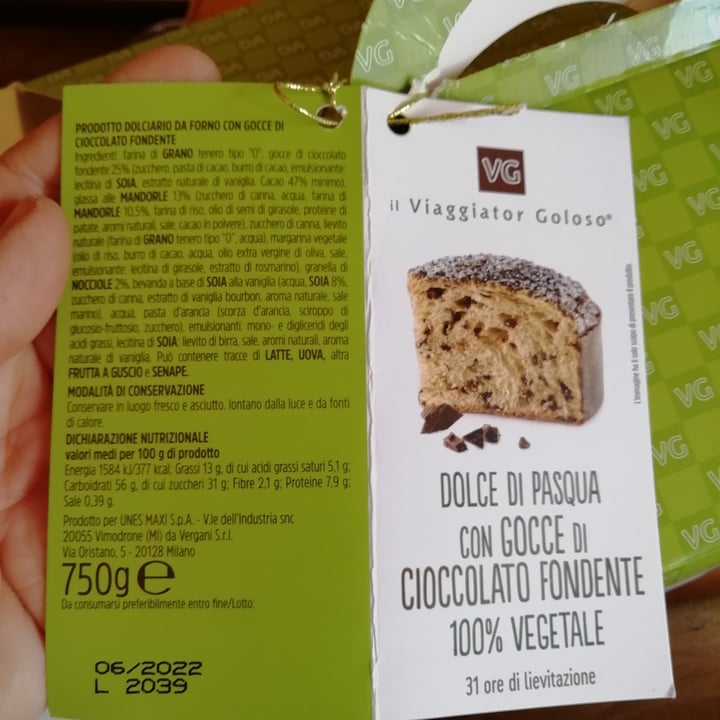 PRODOTTO DOLCIARIO DA FORNO CON GOCCE DI
CIOCCOLATO FONDENTE
Ingredienti: farina di GRANO tenero tipo "0", gocce di cioccolato
fondente 25% (zucchero, pasta di cacao, burro di cacao, emulsionante:
lecitina di SOIA, estratto naturale di vaniglia. Cacao 47% minimo),
glassa alle MANDORLE 13% (zucchero di canna, acqua, farina di
MANDORLE 10,5%, farina di riso, olio di semi di girasole, proteine di
patate, aromi naturali, sale, cacao in polvere), zucchero di canna, lievito
naturale (farina di GRANO tenero tipo "0", acqua), margarina vegetale
(olio di riso, burro di cacao, acqua, olio extra vergine di oliva, sale,
emulsionante: lecitina di girasole, estratto di rosmarino), granella di
NOCCIOLE 2%, bevanda a base di SOIA alla vaniglia (acqua, SOIA 8%,
zucchero di canna, estratto di vaniglia bourbon, aroma naturale, sale
marino), acqua, pasta d'arancia (scorza d'arancia, sciroppo di
glucosio-fruttosio, zucchero), emulsionanti: mono- e digliceridi degli
acidi grassi, lecitina di SOIA; lievito di birra, sale, aromi naturali, aroma
naturale di vaniglia. Può contenere tracce di LATTE, UOVA, altra
FRUTTA A GUSCIO e SENAPE.
MODALITÀ DI CONSERVAZIONE
Conservare in luogo fresco e asciutto, lontano dalla luce e da fonti
di calore.
DICHIARAZIONE NUTRIZIONALE
valori medi per 100 g di prodotto
Energia 1584 kJ/377 kcal; Grassi 13 g, di cui acidi grassi saturi 5,1 g;
Carboidrati 56 g, di cui zuccheri 31 g; Fibre 2,1 g; Proteine 7,9 g;
Sale 0,39 g.
Prodotto per UNES MAXI S.p.A. - V.le dell'Industria snc
20055 Vimodrone (MI) da Vergani S.r.l.
Via Oristano, 5 - 20128 Milano
750g e
Da consumarsi preferibilmente entro fine/Lotto:
06/2022
L 2039
VG
il Viaggiator Goloso®
L'immagine ha il solo scopo di presentare il prodotto.
DOLCE DI PASQUA
CON GOCCE DI
CIOCCOLATO FONDENTE
100% VEGETALE
31 ore di lievitazione
VG
VG
VG
VG
VG
VG
VG
VG
VG
VG